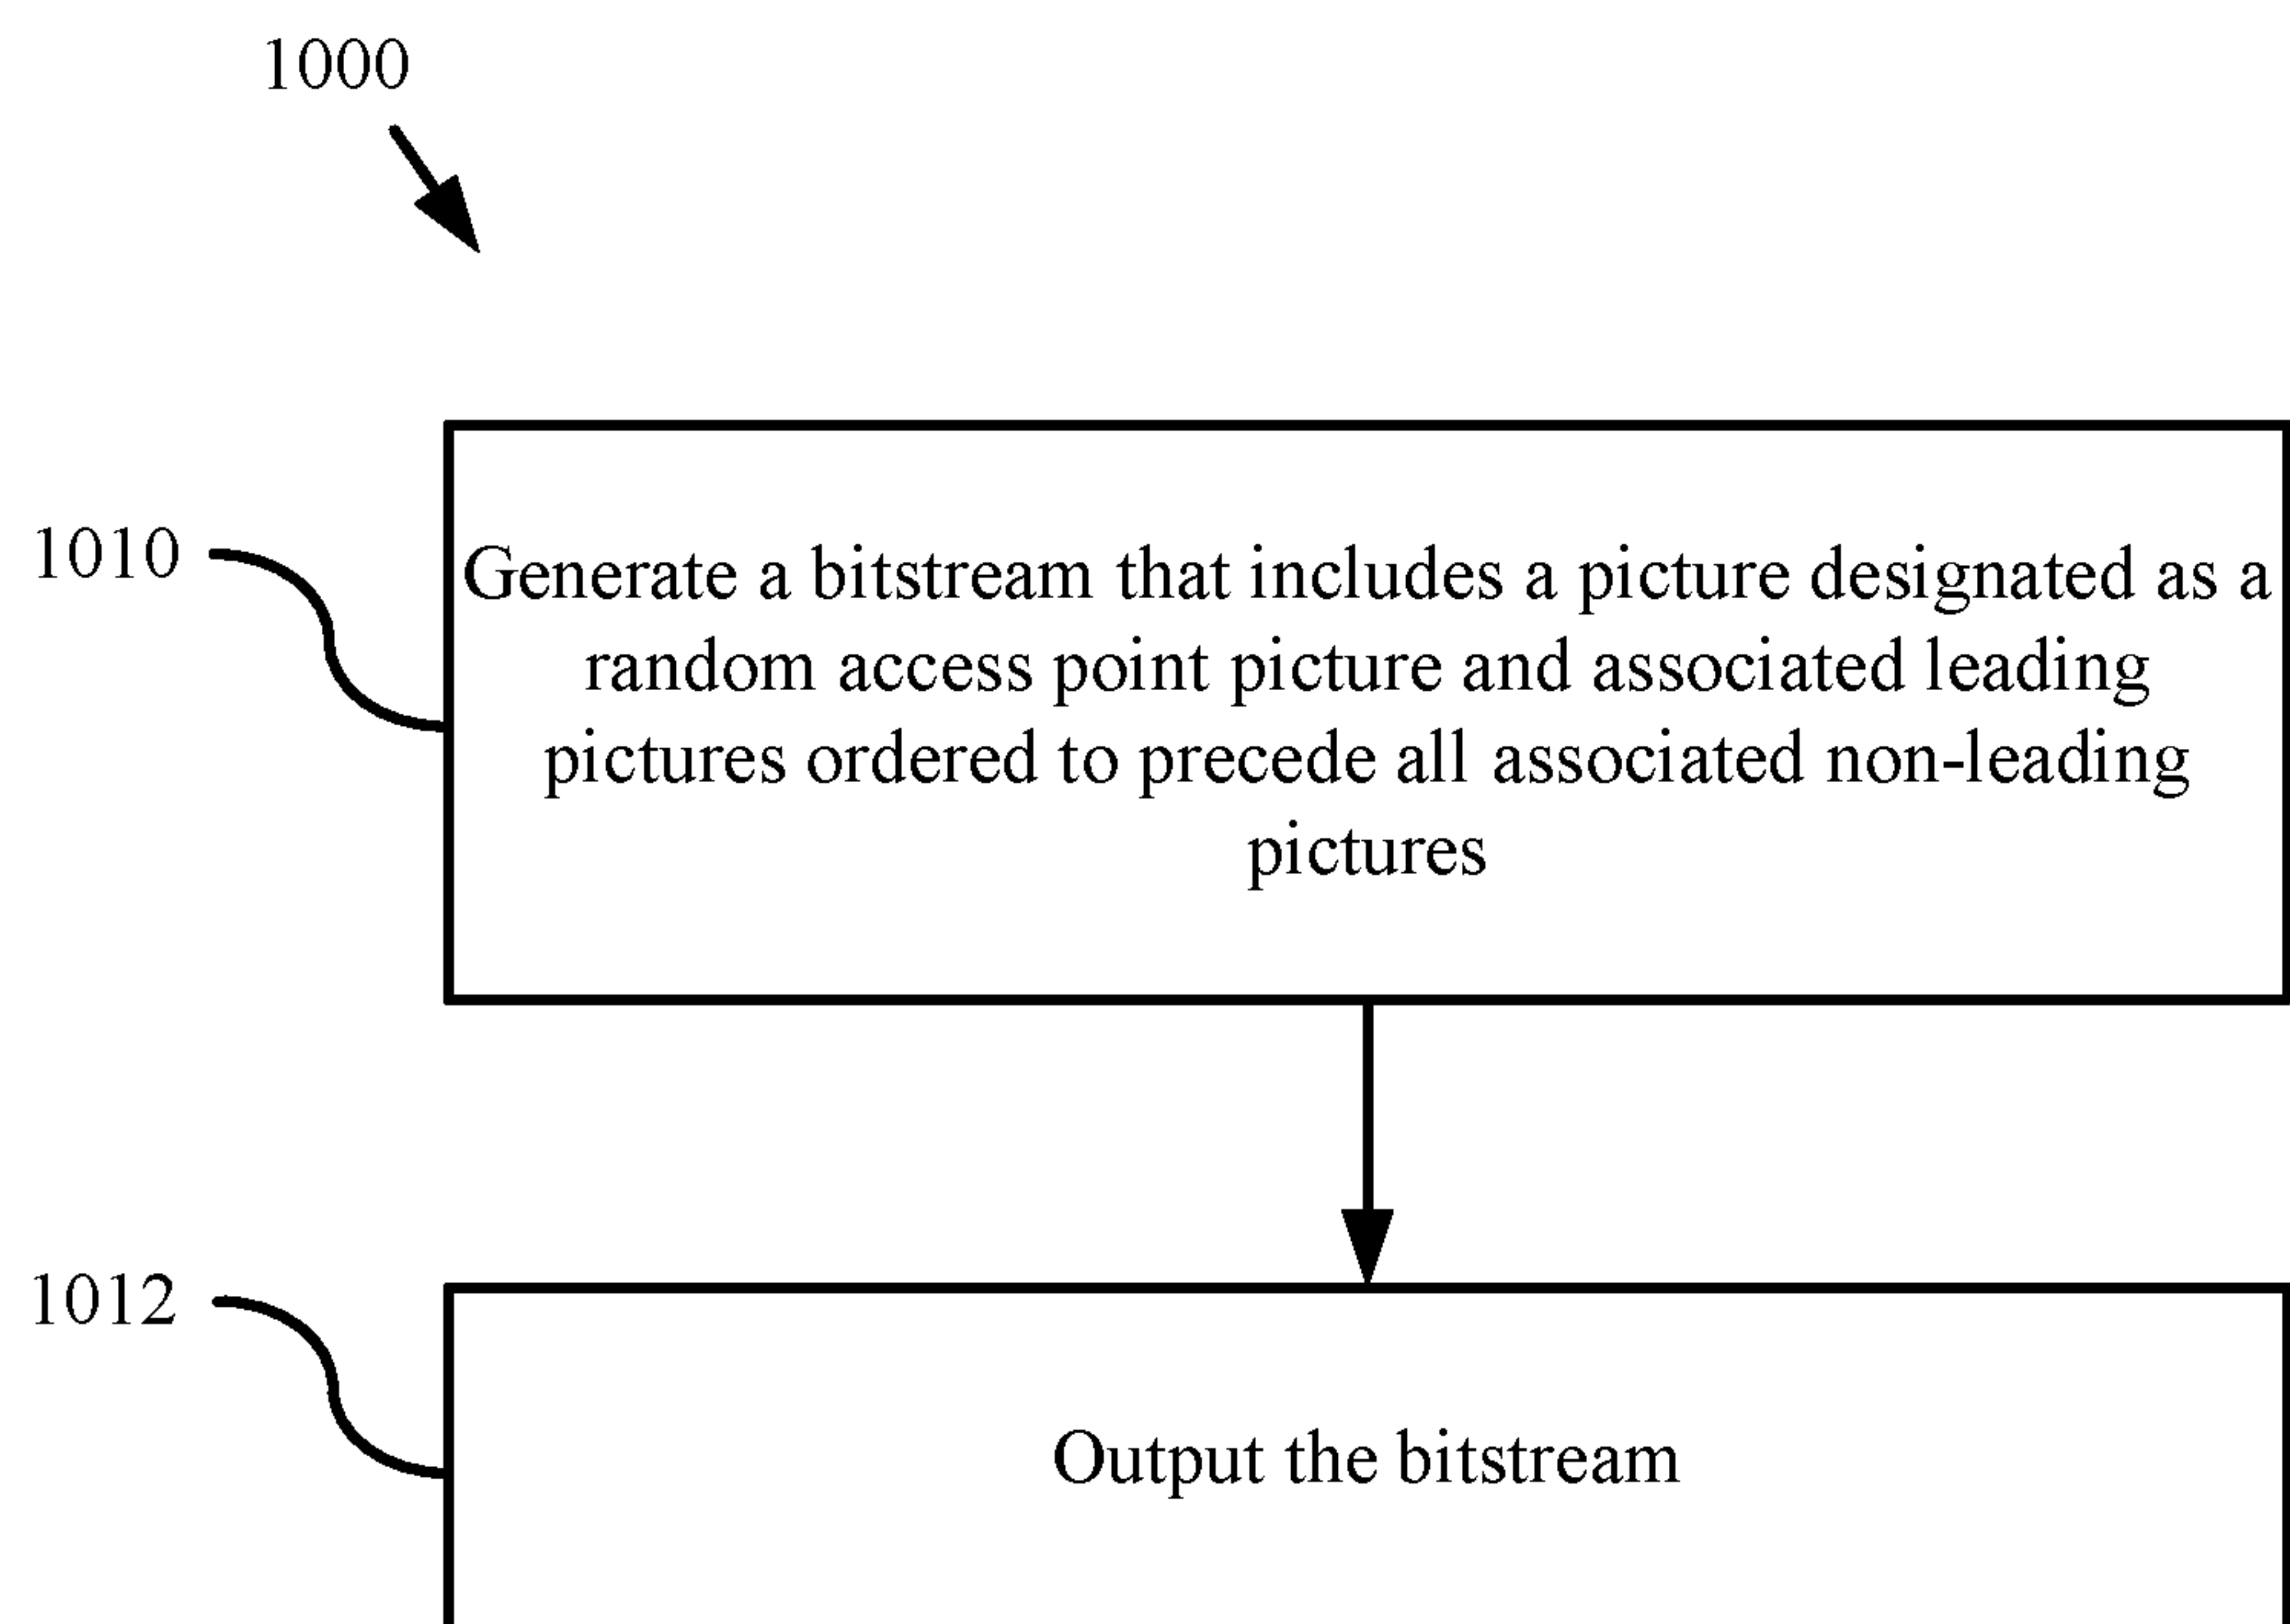 1000
1010
Generate a bitstream that includes a picture designated as a
random access point picture and associated leading
pictures ordered to precede all associated non-leading
pictures
1012
Output the bitstream